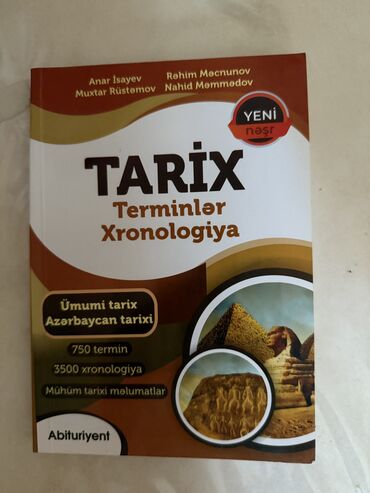 Anar İsayev
Rəhim Məcnunov
Muxtar Rüstəmov
Nahid Məmmədov
YENİ
nəşr
TARİX
Terminlər
Xronologiya
Ümumi tarix
Azərbaycan tarixi
750 termin
3500 xronologiya
Mühüm tarixi məlumatlar
Abituriyent